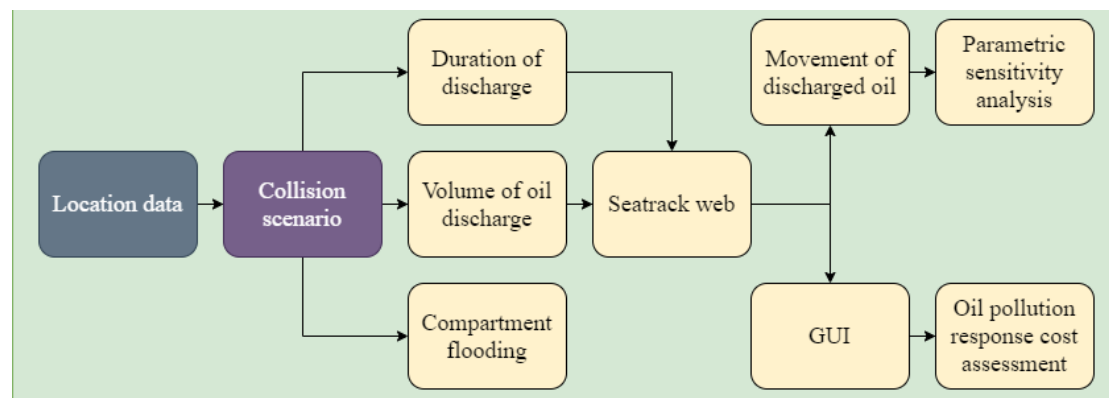 Location data
Collision
scenario
Duration of
discharge
Volume of oil
discharge
Compartment
flooding
Seatrack web
Movement of
discharged oil
Parametric
sensitivity
analysis
GUI
Oil pollution
response cost
assessment